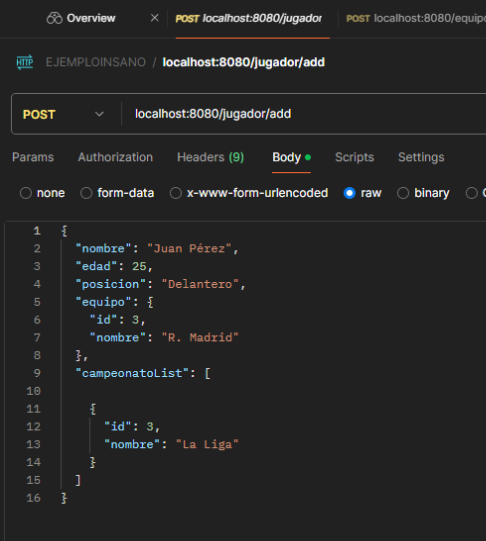 Overview POST localhost:8080/jugador POST localhost:8080/equipo
HTTP EJEMPLOINSANO / localhost:8080/jugador/add
POST localhost:8080/jugador/add
Params Authorization Headers (9) Body Scripts Settings
none form-data x-www-form-urlencoded raw binary
1 {
2 "nombre": "Juan Pérez",
3 "edad": 25,
4 "posicion": "Delantero",
5 "equipo": {
6 "id": 3,
7 "nombre": "R. Madrid"
8 },
9 "campeonatoList": [
10
11 {
12 "id": 3,
13 "nombre": "La Liga"
14 }
15 ]
16 }